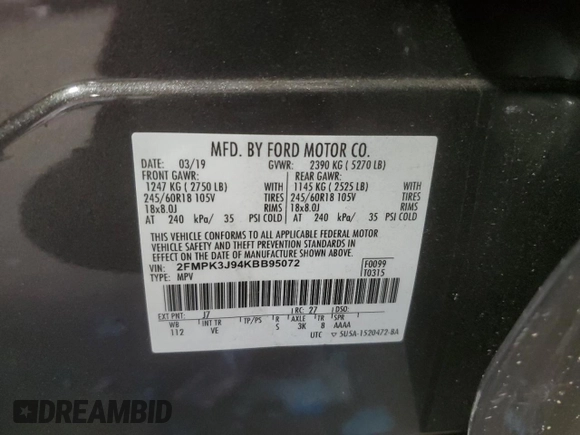 MFD. BY FORD MOTOR CO.
DATE: 03/19 GVWR: 2390 KG ( 5270 LB)
FRONT GAWR: REAR GAWR:
1247 KG ( 2750 LB) WITH 1145 KG ( 2525 LB) WITH
245/60R18 105V TIRES 245/60R18 105V TIRES
18x8.0J RIMS 18x8.0J RIMS
AT 240 kPa/ 35 PSI COLD AT 240 kPa/ 35 PSI COLD
THIS VEHICLE CONFORMS TO ALL APPLICABLE FEDERAL MOTOR
VEHICLE SAFETY AND THEFT PREVENTION STANDARDS IN
EFFECT ON THE DATE OF MANUFACTURE SHOWN ABOVE.
VIN: 2FMPK3J94KBB95072 F0099
TYPE: MPV T0315
EXT PNT: J7 RC: 27 DSO:
WB INT TR TP/PS R AXLE TR SPR
112 VE S 3K 8 AAAA
UTC ▽ 5U5A-1520472-BA
DREAMBID